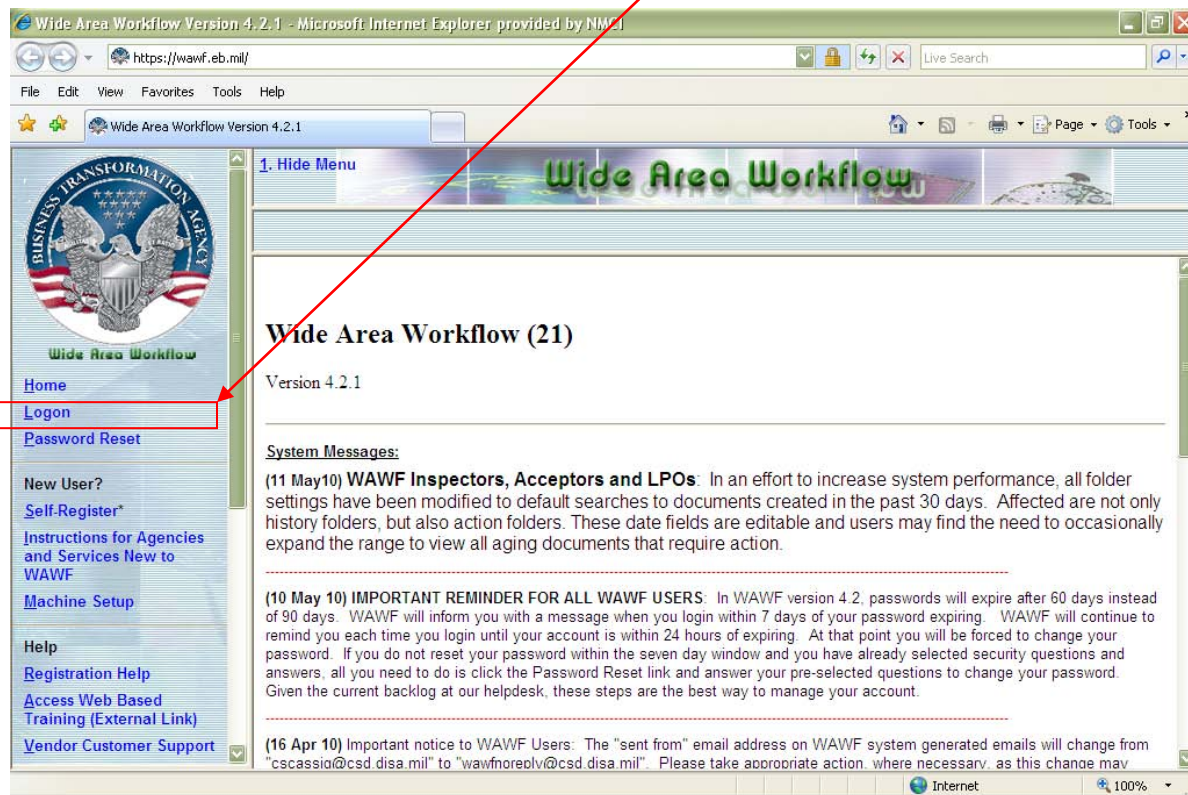 Wide Area Workflow Version 4.2.1 - Microsoft Internet Explorer provided by NMCI
https://wawf.eb.mil/
Live Search
File Edit View Favorites Tools Help
Wide Area Workflow Version 4.2.1
Page Tools
BUSINESS TRANSFORMATION AGENCY
Wide Area Workflow
Home
Logon
Password Reset
New User?
Self-Register*
Instructions for Agencies
and Services New to
WAWF
Machine Setup
Help
Registration Help
Access Web Based
Training (External Link)
Vendor Customer Support
1. Hide Menu
Wide Area Workflow
Wide Area Workflow (21)
Version 4.2.1
System Messages:
(11 May10) WAWF Inspectors, Acceptors and LPOs: In an effort to increase system performance, all folder
settings have been modified to default searches to documents created in the past 30 days. Affected are not only
history folders, but also action folders. These date fields are editable and users may find the need to occasionally
expand the range to view all aging documents that require action.
(10 May 10) IMPORTANT REMINDER FOR ALL WAWF USERS: In WAWF version 4.2, passwords will expire after 60 days instead
of 90 days. WAWF will inform you with a message when you login within 7 days of your password expiring. WAWF will continue to
remind you each time you login until your account is within 24 hours of expiring. At that point you will be forced to change your
password. If you do not reset your password within the seven day window and you have already selected security questions and
answers, all you need to do is click the Password Reset link and answer your pre-selected questions to change your password.
Given the current backlog at our helpdesk, these steps are the best way to manage your account.
(16 Apr 10) Important notice to WAWF Users: The "sent from" email address on WAWF system generated emails will change from
"cscassig@csd.disa.mil" to "wawfnoreply@csd.disa.mil". Please take appropriate action, where necessary, as this change may
Internet
100%